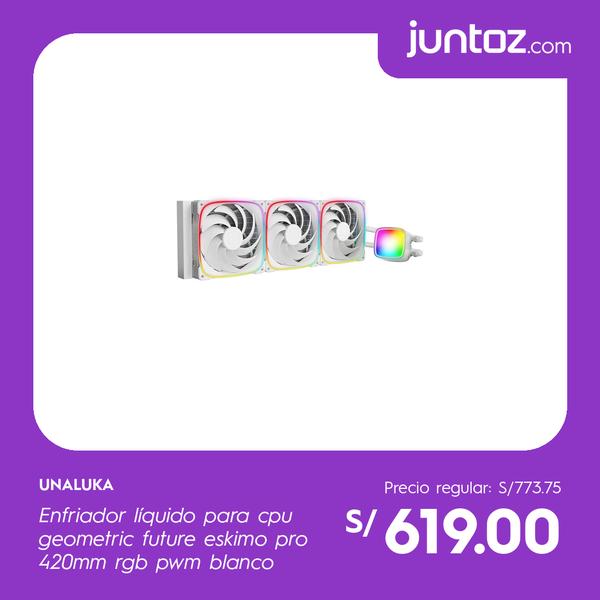 juntoz.com
UNALUKA
Enfriador líquido para cpu
geometric future eskimo pro
420mm rgb pwm blanco
Precio regular: S/773.75
S/619.00